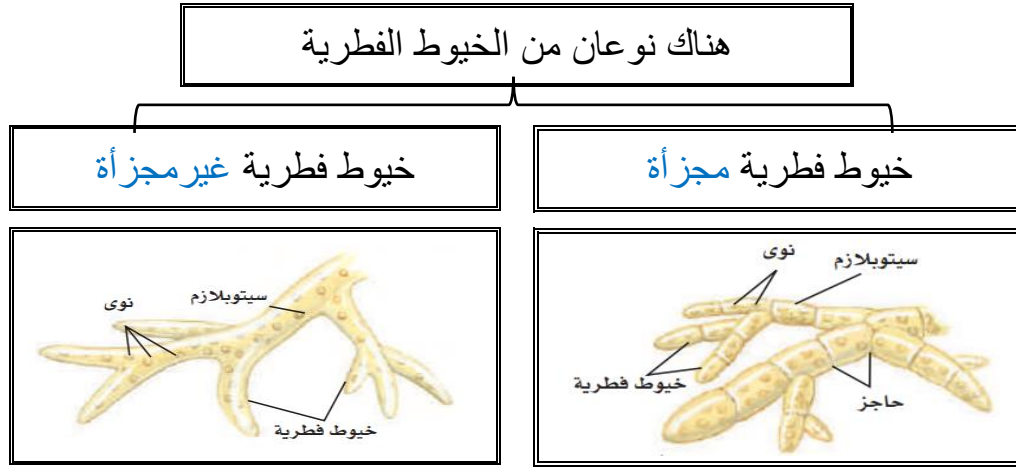 هناك نوعان من الخيوط الفطرية
خيوط فطرية مجزأة
خيوط فطرية غيرمجزأة
نوى
سيتوبلازم
خيوط فطرية
حاجز
سيتوبلازم
نوى
خيوط فطرية